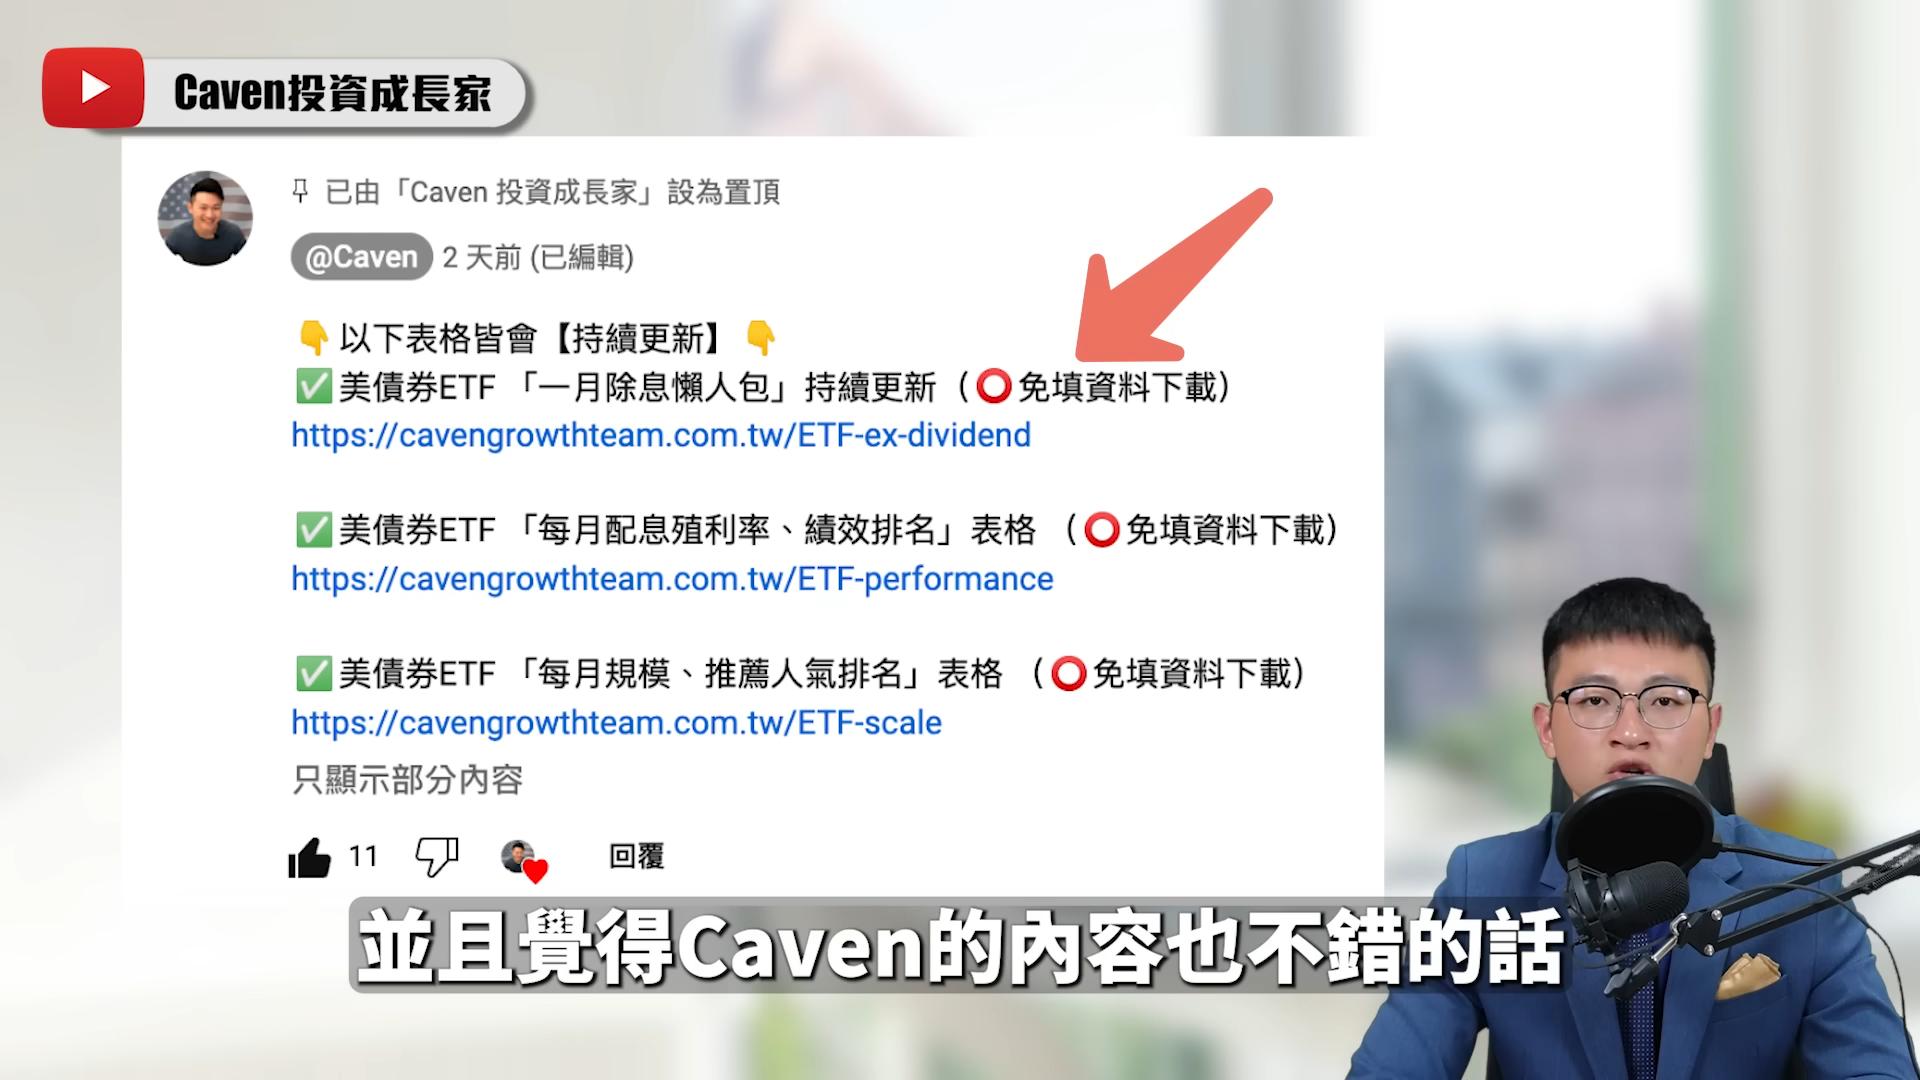 Caven投資成長家
已由「Caven 投資成長家」設為置頂
@Caven 2 天前 (已編輯)
👇以下表格皆會【持續更新】👇
✅美債券ETF「一月除息懶人包」持續更新（⭕免填資料下載）
https://cavengrowthteam.com.tw/ETF-ex-dividend
✅美債券ETF「每月配息殖利率、績效排名」表格（⭕免填資料下載）
https://cavengrowthteam.com.tw/ETF-performance
✅美債券ETF「每月規模、推薦人氣排名」表格（⭕免填資料下載）
https://cavengrowthteam.com.tw/ETF-scale
只顯示部分內容
11 回覆
並且覺得Caven的內容也不錯的話